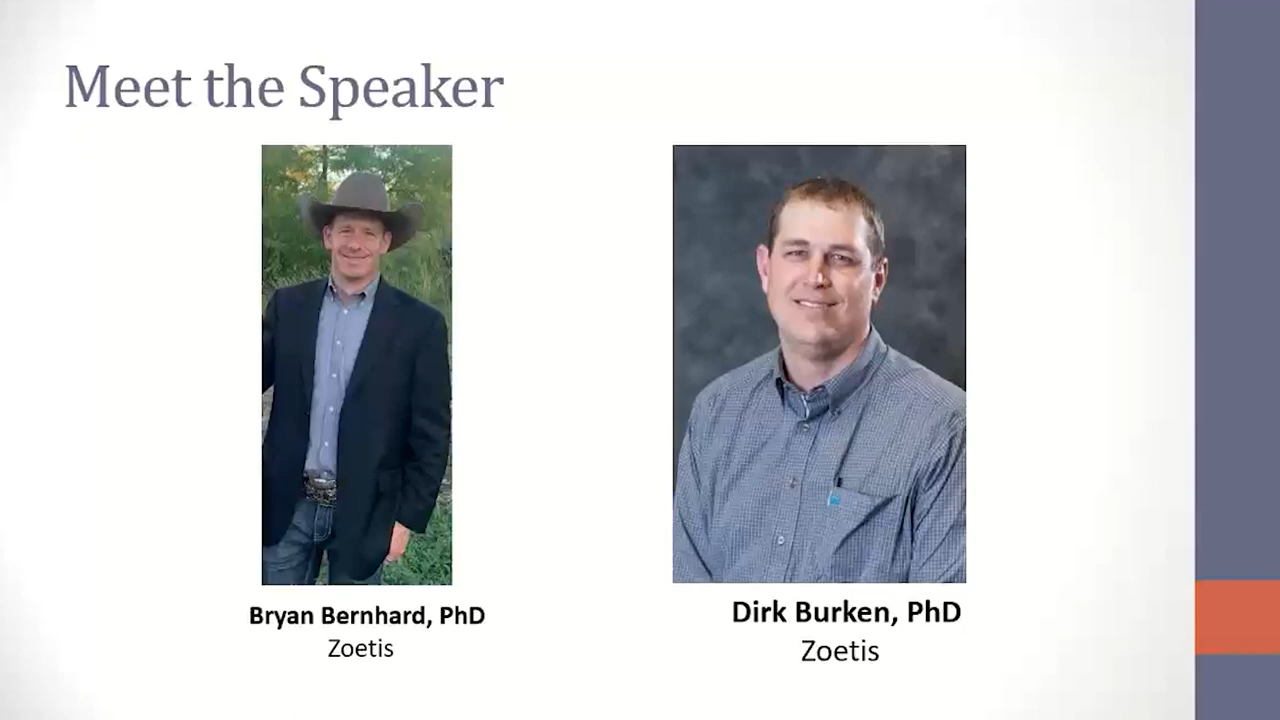 Meet the Speaker
Bryan Bernhard, PhD
Zoetis
Dirk Burken, PhD
Zoetis